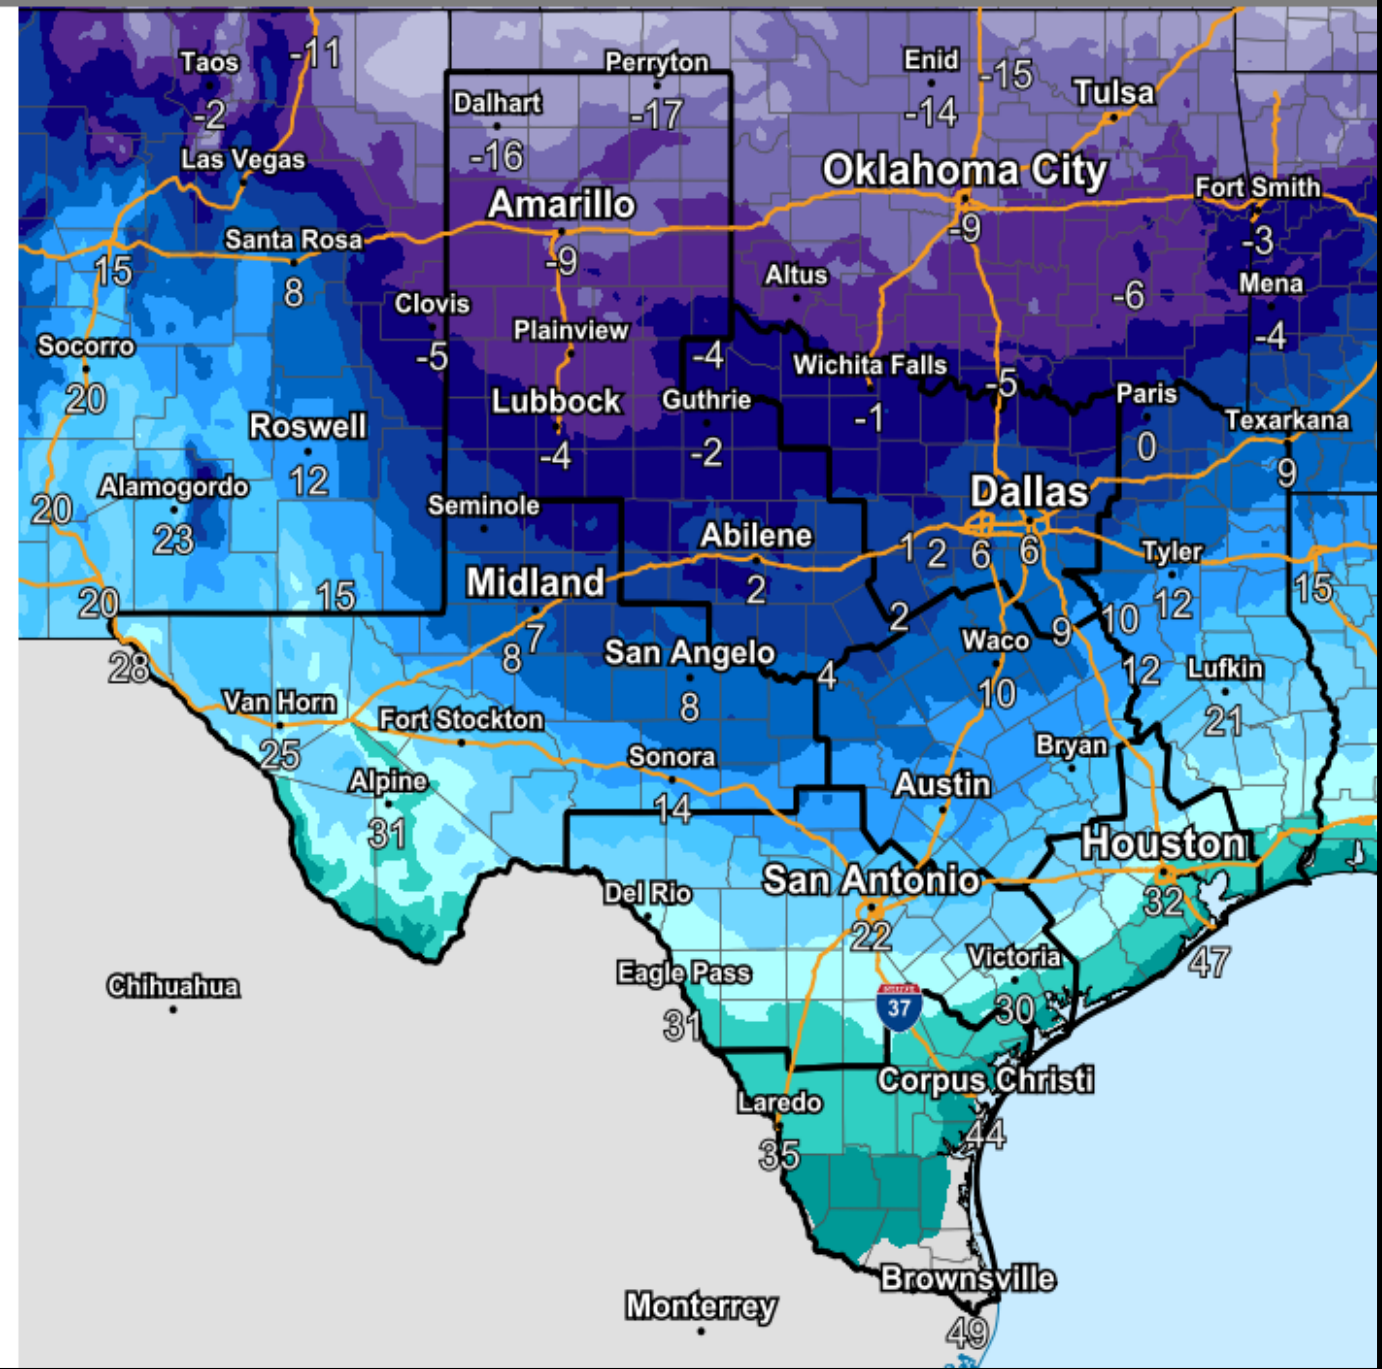 -11
Taos
-2
Perryton
-17
Enid
-15
-14
Dalhart
-16
Tulsa
Las Vegas
Oklahoma City
-9
Fort Smith
-3
Amarillo
-9
Santa Rosa
8
15
Altus
-6
Mena
-4
Clovis
-5
Plainview
-4
Socorro
20
Wichita Falls
-1
-5
Lubbock
-4
Guthrie
-2
Paris
0
Texarkana
9
Roswell
12
Alamogordo
23
20
Seminole
Dallas
6
6
Abilene
2
1
2
Tyler
12
15
Midland
7
8
15
20
2
10
9
28
San Angelo
8
4
Waco
10
12
Lufkin
21
Van Horn
25
Fort Stockton
Sonora
14
Bryan
Alpine
31
Austin
Houston
32
San Antonio
22
Del Rio
Victoria
30
47
Eagle Pass
31
Chihuahua
37
Corpus Christi
44
Laredo
35
Brownsville
49
Monterrey